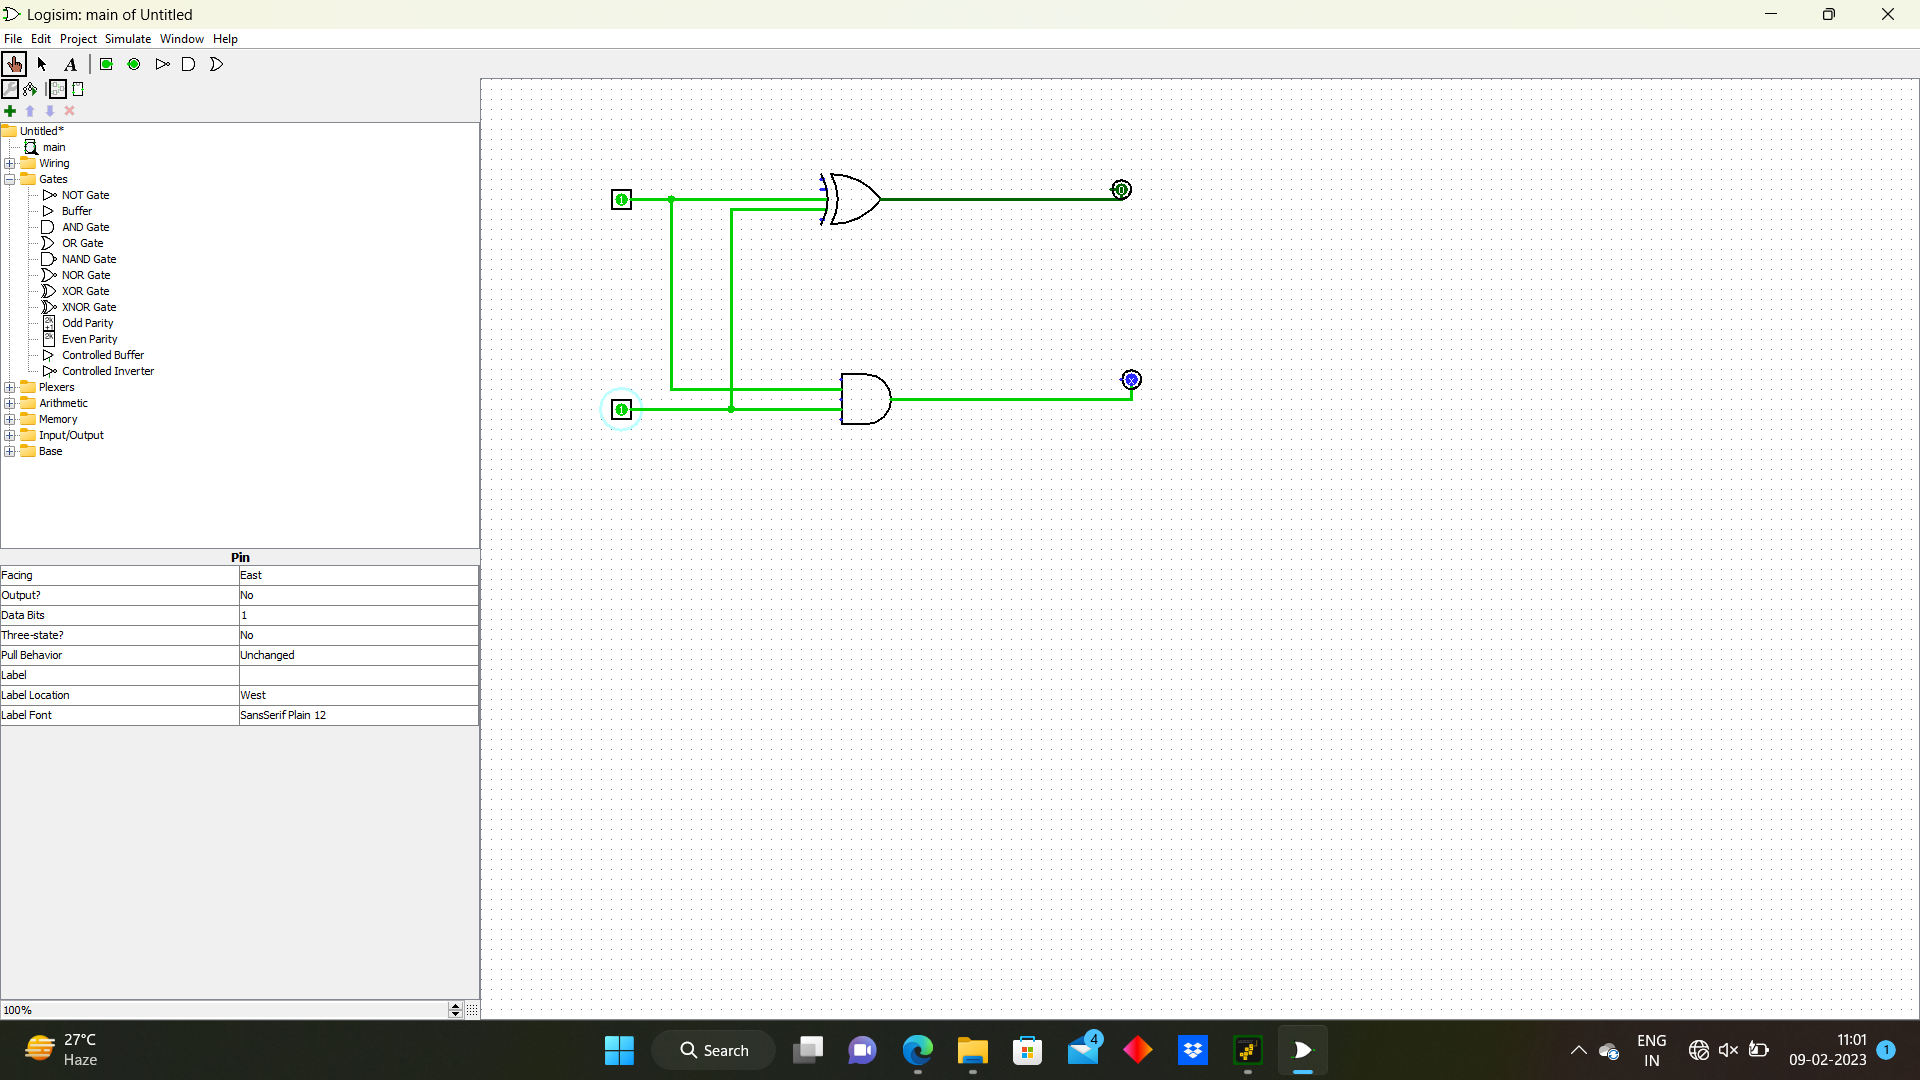 Logisim: main of Untitled
File Edit Project Simulate Window Help
A
Untitled*
main
Wiring
Gates
NOT Gate
Buffer
AND Gate
OR Gate
NAND Gate
NOR Gate
XOR Gate
XNOR Gate
Odd Parity
Even Parity
Controlled Buffer
Controlled Inverter
Plexers
Arithmetic
Memory
Input/Output
Base
1
0
1
x
Pin
Facing East
Output? No
Data Bits 1
Three-state? No
Pull Behavior Unchanged
Label
Label Location West
Label Font SansSerif Plain 12
100%
27°C
Haze
Search
4
ENG
IN
11:01
09-02-2023
1